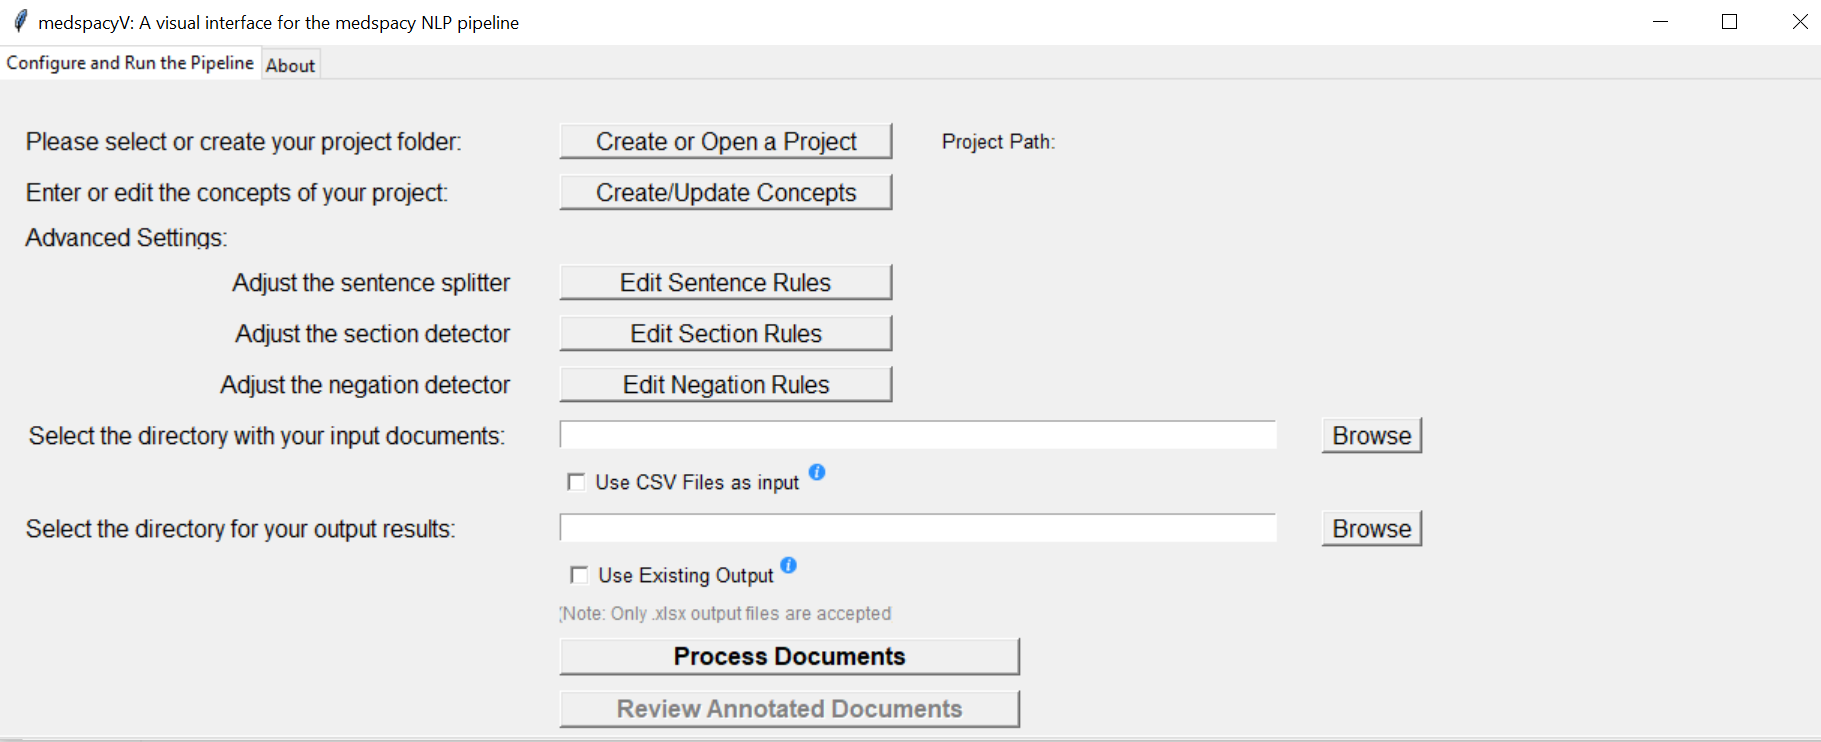 medspacyV: A visual interface for the medspacy NLP pipeline
Configure and Run the Pipeline About
Please select or create your project folder: Create or Open a Project Project Path:
Enter or edit the concepts of your project: Create/Update Concepts
Advanced Settings:
Adjust the sentence splitter Edit Sentence Rules
Adjust the section detector Edit Section Rules
Adjust the negation detector Edit Negation Rules
Select the directory with your input documents: Browse
Use CSV Files as input i
Select the directory for your output results: Browse
Use Existing Output i
(Note: Only .xlsx output files are accepted
Process Documents
Review Annotated Documents